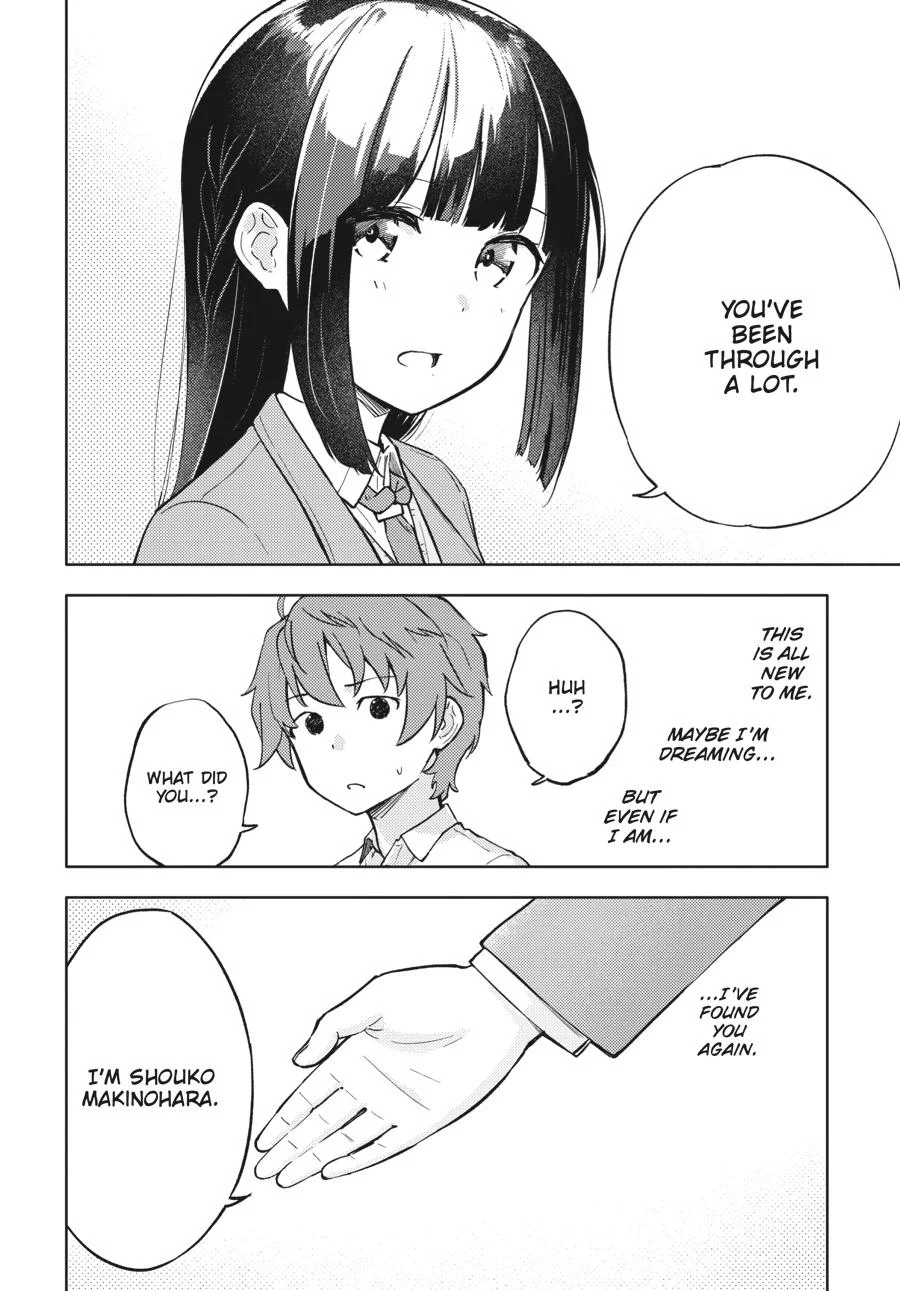 YOU'VE
BEEN
THROUGH
A LOT.
THIS
IS ALL
NEW
TO ME.
MAYBE I'M
DREAMING...
BUT
EVEN IF
I AM...
HUH
...?
WHAT DID
YOU...?
...I'VE
FOUND
YOU
AGAIN.
I'M SHOUKO
MAKINOHARA.